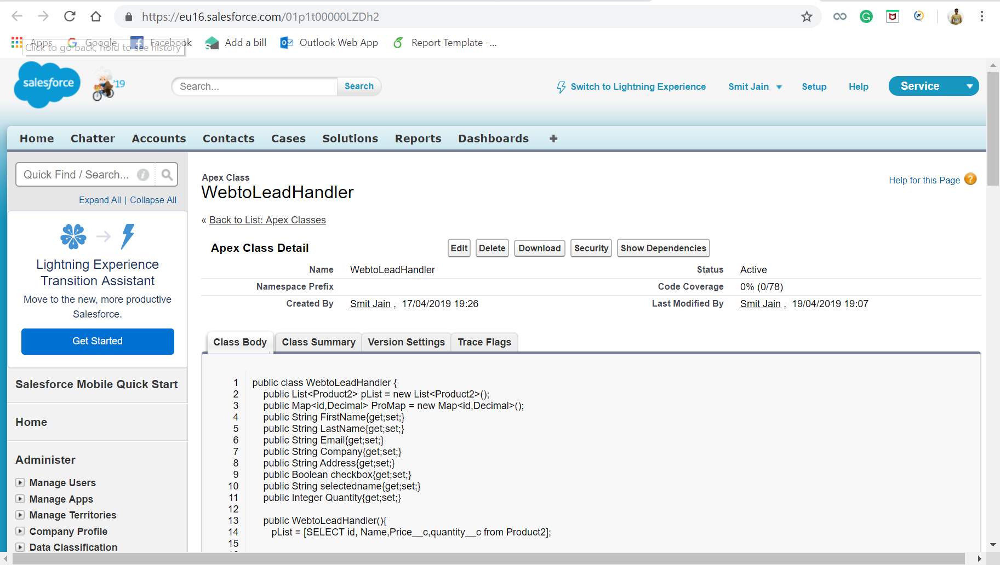 https://eu16.salesforce.com/01p1t00000LZDh2
Apps Google Facebook Add a bill Outlook Web App Report Template -...
Click to go back, hold to see history
salesforce '19 Search... Search Switch to Lightning Experience Smit Jain Setup Help Service
Home Chatter Accounts Contacts Cases Solutions Reports Dashboards +
Quick Find / Search...
Expand All | Collapse All
Lightning Experience
Transition Assistant
Move to the new, more productive
Salesforce.
Get Started
Salesforce Mobile Quick Start
Home
Administer
Manage Users
Manage Apps
Manage Territories
Company Profile
Data Classification
Apex Class
WebtoLeadHandler
Help for this Page ?
« Back to List: Apex Classes
Apex Class Detail Edit Delete Download Security Show Dependencies
Name WebtoLeadHandler Status Active
Namespace Prefix Code Coverage 0% (0/78)
Created By Smit Jain , 17/04/2019 19:26 Last Modified By Smit Jain , 19/04/2019 19:07
Class Body Class Summary Version Settings Trace Flags
1 public class WebtoLeadHandler {
2 public List<Product2> pList = new List<Product2>();
3 public Map<id,Decimal> ProMap = new Map<id,Decimal>();
4 public String FirstName{get;set;}
5 public String LastName{get;set;}
6 public String Email{get;set;}
7 public String Company{get;set;}
8 public String Address{get;set;}
9 public Boolean checkbox{get;set;}
10 public String selectedname{get;set;}
11 public Integer Quantity{get;set;}
12
13 public WebtoLeadHandler(){
14 pList = [SELECT id, Name,Price__c,quantity__c from Product2];
15